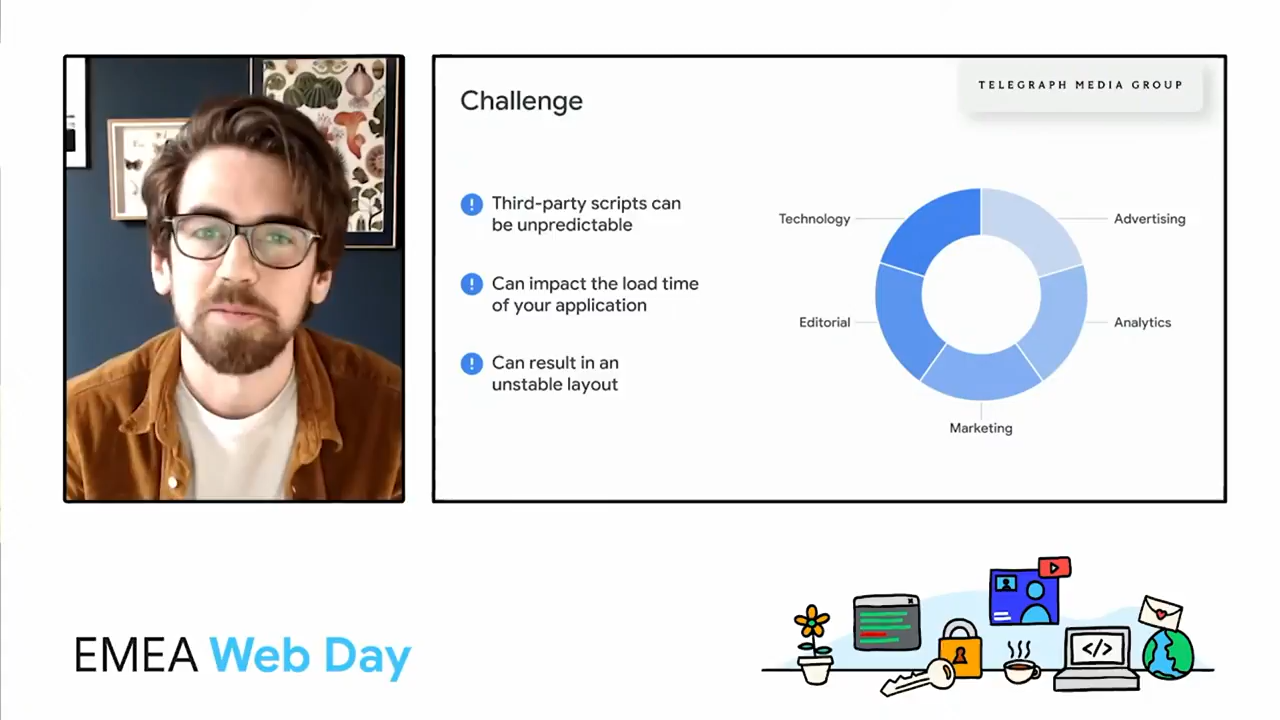 TELEGRAPH MEDIA GROUP
Challenge
Third-party scripts can
be unpredictable
Can impact the load time
of your application
Can result in an
unstable layout
Technology
Advertising
Editorial
Analytics
Marketing
EMEA Web Day